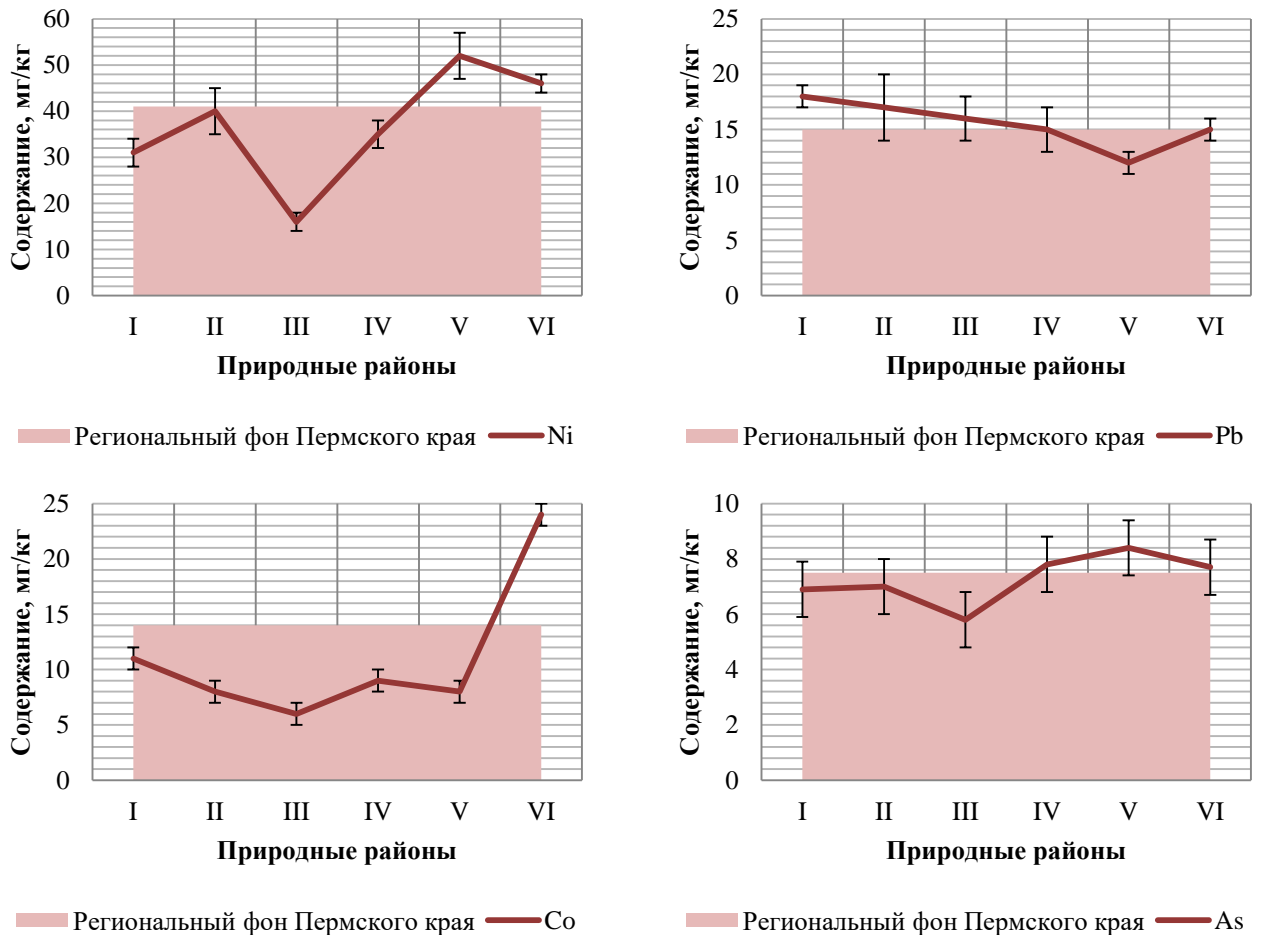 Содержание, мг/кг
60
50
40
30
20
10
0
I II III IV V VI
Природные районы
Региональный фон Пермского края Ni
Содержание, мг/кг
25
20
15
10
5
0
I II III IV V VI
Природные районы
Региональный фон Пермского края Pb
Содержание, мг/кг
25
20
15
10
5
0
I II III IV V VI
Природные районы
Региональный фон Пермского края Co
Содержание, мг/кг
10
8
6
4
2
0
I II III IV V VI
Природные районы
Региональный фон Пермского края As